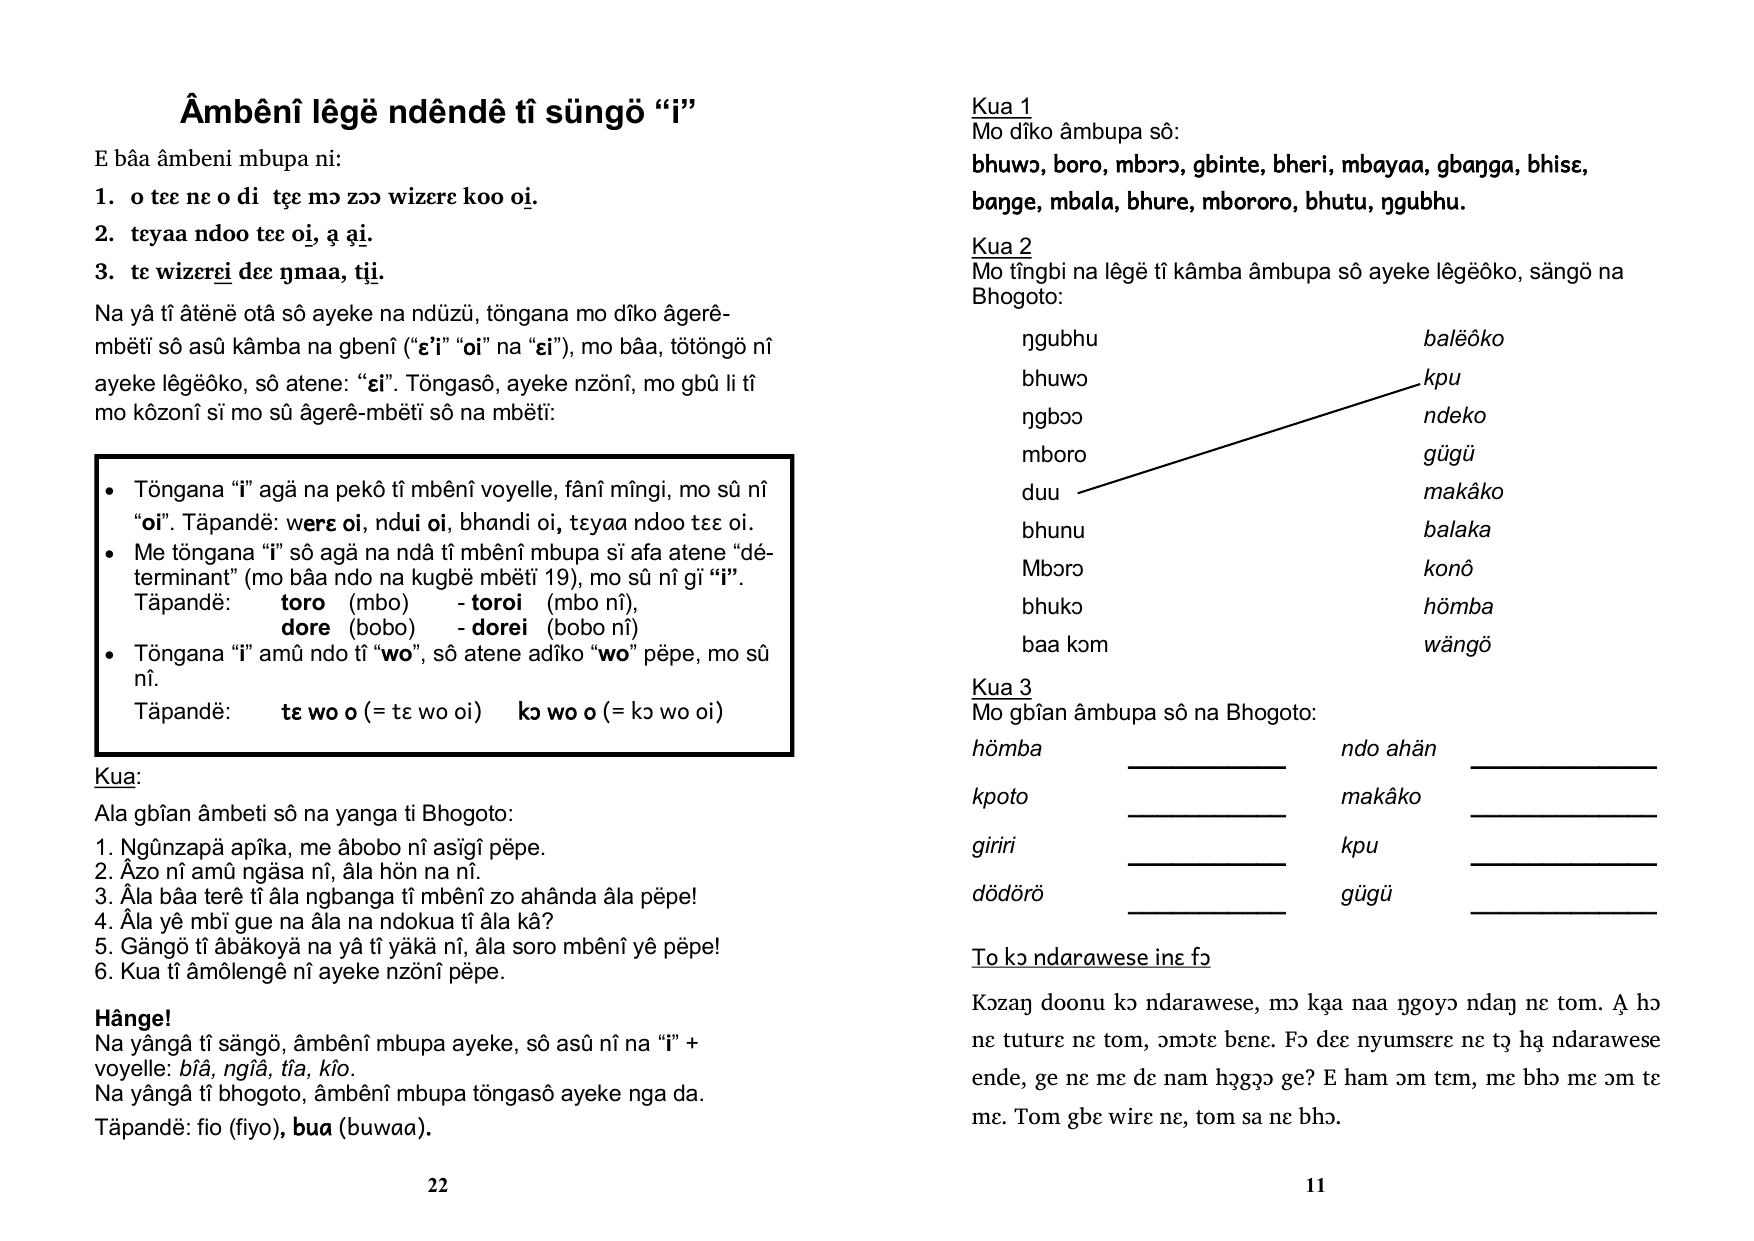 Âmbênî lêgë ndêndê tî süngö “i”
E bâa âmbeni mbupa ni:
1. o tɛɛ nɛ o di tɛ̧ɛ mɔ zɔɔ wizɛrɛ koo oi̱.
2. tɛyaa ndoo tɛɛ oi̱, a̧ a̧i̱.
3. tɛ wizɛrɛ̱i̱ dɛɛ ŋmaa, ti̧i̱.
Na yâ tî âtënë otâ sô ayeke na ndüzü, töngana mo dîko âgerê-
mbëtï sô asû kâmba na gbenî (“ɛ’i” “oi” na “ɛi”), mo bâa, tötöngö nî
ayeke lêgëôko, sô atene: “ɛi”. Töngasô, ayeke nzönî, mo gbû li tî
mo kôzonî sï mo sû âgerê-mbëtï sô na mbëtï:
• Töngana “i” agä na pekô tî mbênî voyelle, fânî mîngi, mo sû nî
“oi”. Täpandë: werɛ oi, ndui oi, bhandi oi, tɛyaa ndoo tɛɛ oi.
• Me töngana “i” sô agä na ndâ tî mbênî mbupa sï afa atene “dé-
terminant” (mo bâa ndo na kugbë mbëtï 19), mo sû nî gï “i”.
Täpandë: toro (mbo) - toroi (mbo nî),
dore (bobo) - dorei (bobo nî)
• Töngana “i” amû ndo tî “wo”, sô atene adîko “wo” pëpe, mo sû
nî.
Täpandë: tɛ wo o (= tɛ wo oi) kɔ wo o (= kɔ wo oi)
Kua:
Ala gbîan âmbeti sô na yanga ti Bhogoto:
1. Ngûnzapä apîka, me âbobo nî asïgî pëpe.
2. Âzo nî amû ngäsa nî, âla hön na nî.
3. Âla bâa terê tî âla ngbanga tî mbênî zo ahânda âla pëpe!
4. Âla yê mbï gue na âla na ndokua tî âla kâ?
5. Gängö tî âbäkoyä na yâ tî yäkä nî, âla soro mbênî yê pëpe!
6. Kua tî âmôlengê nî ayeke nzönî pëpe.
Hânge!
Na yângâ tî sängö, âmbênî mbupa ayeke, sô asû nî na “i” +
voyelle: bîâ, ngîâ, tîa, kîo.
Na yângâ tî bhogoto, âmbênî mbupa töngasô ayeke nga da.
Täpandë: fio (fiyo), bua (buwaa).
22
Kua 1
Mo dîko âmbupa sô:
bhuwɔ, boro, mbɔrɔ, gbinte, bheri, mbayaa, gbaŋga, bhisɛ,
baŋge, mbala, bhure, mbororo, bhutu, ŋgubhu.
Kua 2
Mo tîngbi na lêgë tî kâmba âmbupa sô ayeke lêgëôko, sängö na
Bhogoto:
ŋgubhu balëôko
bhuwɔ kpu
ŋgbɔɔ ndeko
mboro gügü
duu makâko
bhunu balaka
Mbɔrɔ konô
bhukɔ hömba
baa kɔm wängö
Kua 3
Mo gbîan âmbupa sô na Bhogoto:
hömba ndo ahän
kpoto makâko
giriri kpu
dödörö gügü
To kɔ ndarawese inɛ fɔ
Kɔzaŋ doonu kɔ ndarawese, mɔ ka̧a naa ŋgoyɔ ndaŋ nɛ tom. A̧ hɔ
nɛ tuturɛ nɛ tom, ɔmɔtɛ bɛnɛ. Fɔ dɛɛ nyumsɛrɛ nɛ tɔ̧ ha̧ ndarawese
ende, ge nɛ mɛ dɛ nam hɔ̧gɔ̧ɔ ge? E ham ɔm tɛm, mɛ bhɔ mɛ ɔm tɛ
mɛ. Tom gbɛ wirɛ nɛ, tom sa nɛ bhɔ.
11